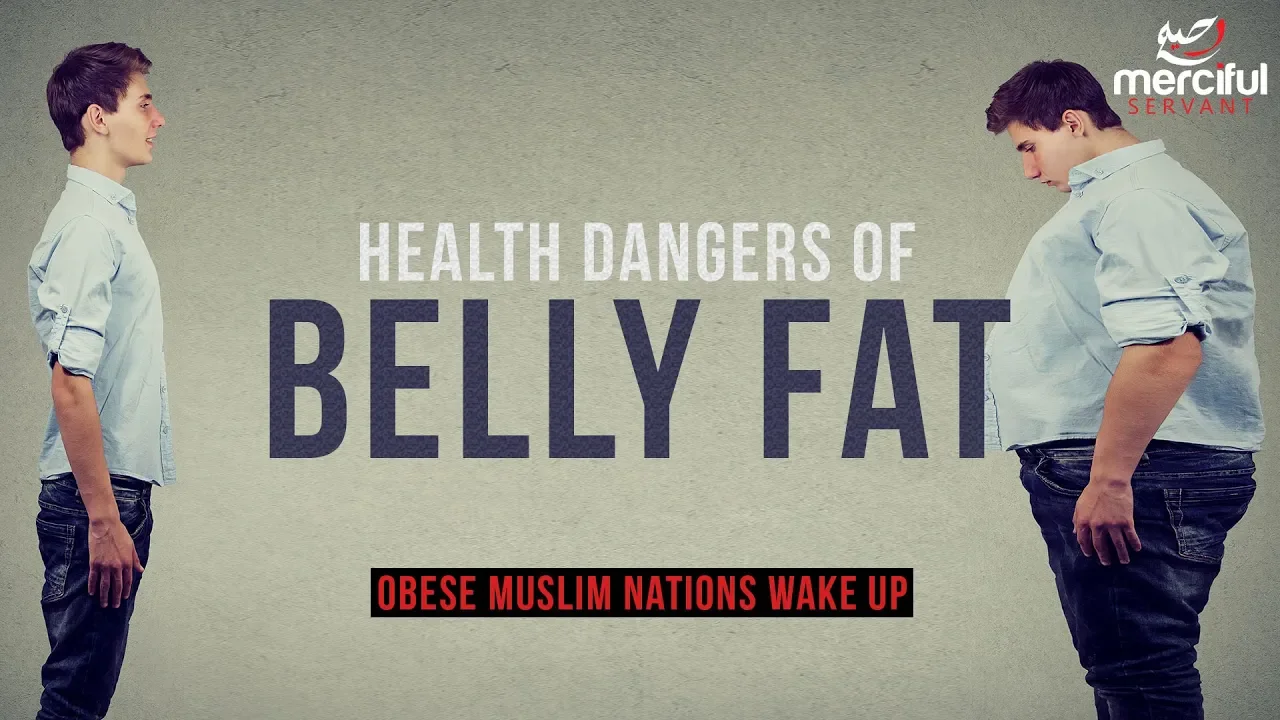 merciful
SERVANT
HEALTH DANGERS OF
BELLY FAT
OBESE MUSLIM NATIONS WAKE UP